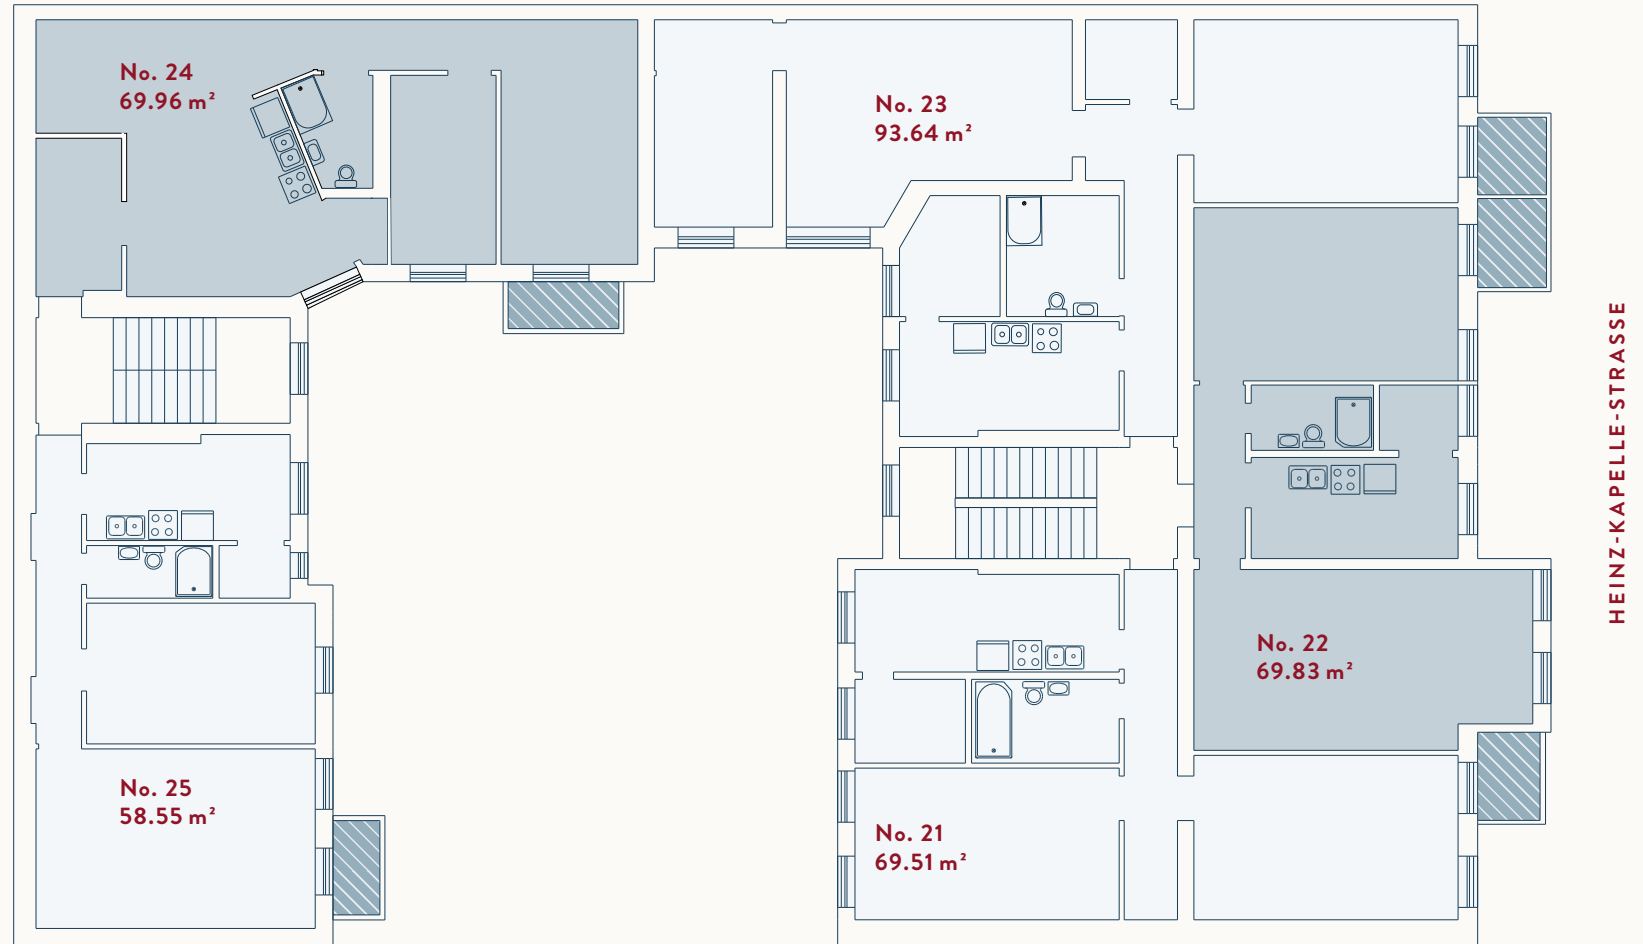 No. 24
69.96 m²
No. 23
93.64 m²
HEINZ-KAPELLE-STRASSE
No. 22
69.83 m²
No. 25
58.55 m²
No. 21
69.51 m²